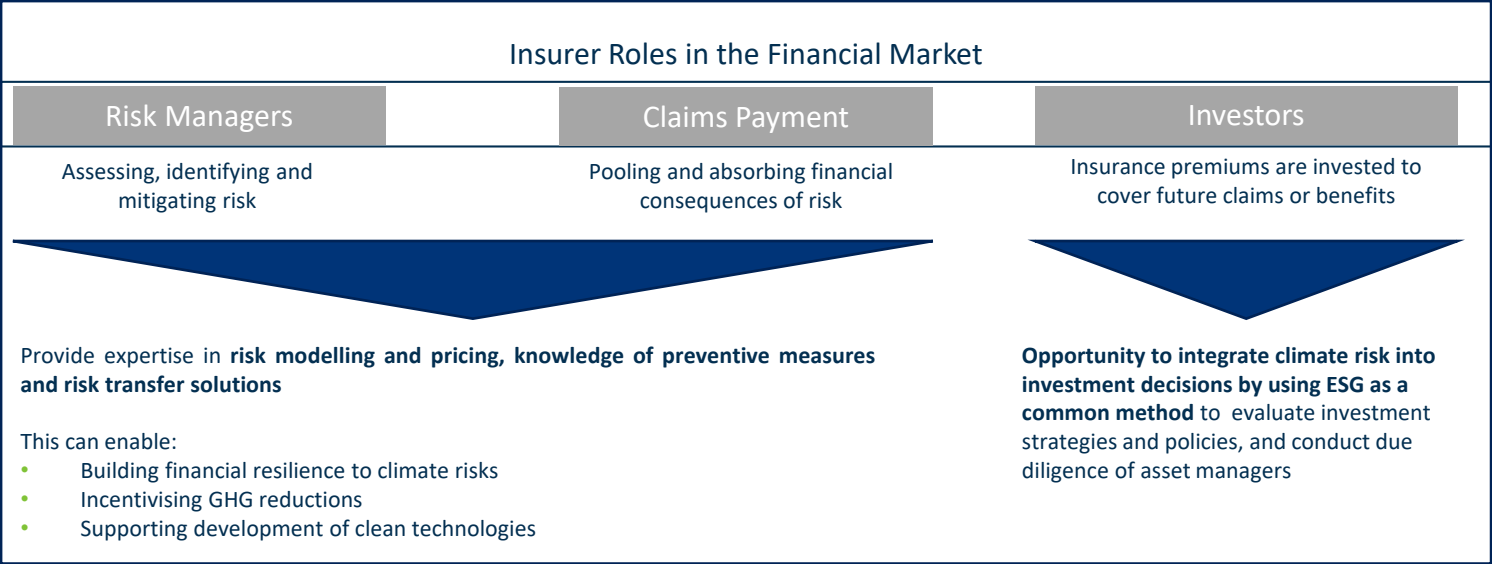 Insurer Roles in the Financial Market
Risk Managers
Claims Payment
Investors
Assessing, identifying and
mitigating risk
Pooling and absorbing financial
consequences of risk
Insurance premiums are invested to
cover future claims or benefits
Provide expertise in risk modelling and pricing, knowledge of preventive measures
and risk transfer solutions
This can enable:
• Building financial resilience to climate risks
• Incentivising GHG reductions
• Supporting development of clean technologies
Opportunity to integrate climate risk into
investment decisions by using ESG as a
common method to evaluate investment
strategies and policies, and conduct due
diligence of asset managers